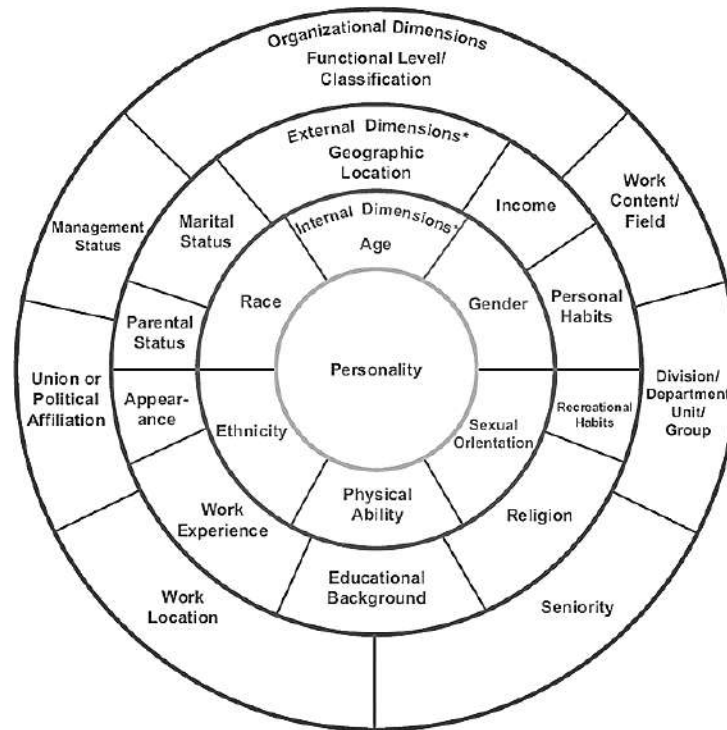 Organizational Dimensions
Functional Level/
Classification
External Dimensions*
Geographic
Location
Internal Dimensions*
Age
Income
Work
Content/
Field
Marital
Status
Management
Status
Race
Gender
Personal
Habits
Parental
Status
Personality
Union or
Political
Affiliation
Appear-
ance
Ethnicity
Sexual
Orientation
Recreational
Habits
Division/
Department
Unit/
Group
Physical
Ability
Work
Experience
Religion
Educational
Background
Work
Location
Seniority